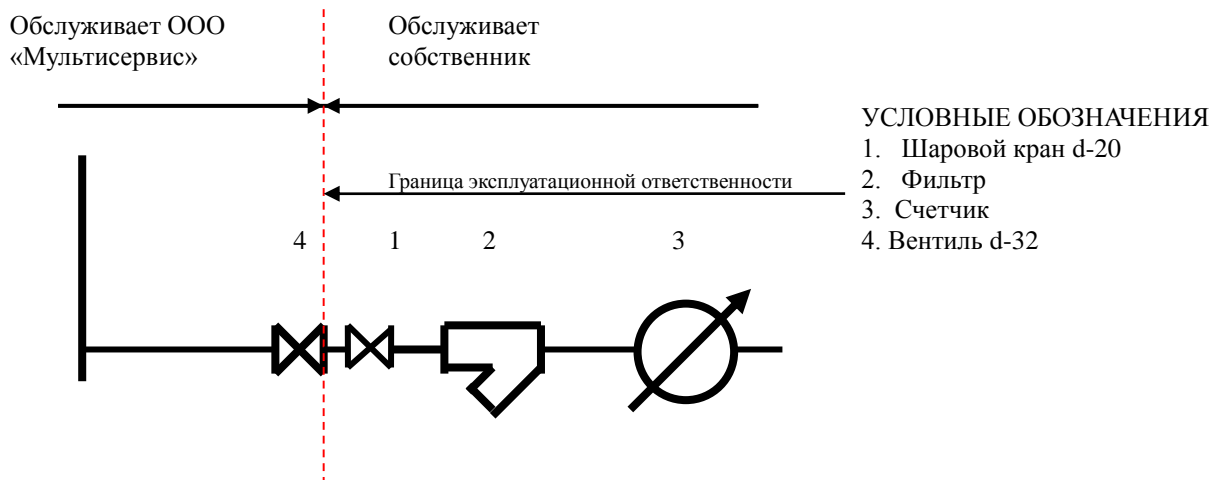 Обслуживает ООО
«Мультисервис»
Обслуживает
собственник
УСЛОВНЫЕ ОБОЗНАЧЕНИЯ
1. Шаровой кран d-20
2. Фильтр
3. Счетчик
4. Вентиль d-32
Граница эксплуатационной ответственности
4 1 2 3